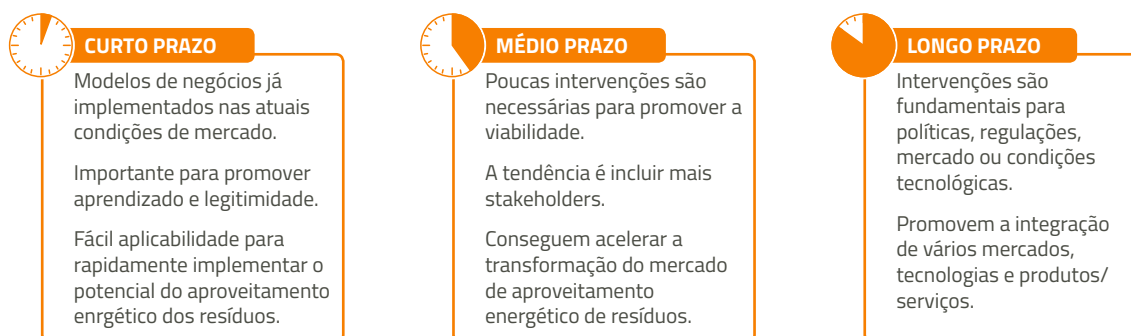 CURTO PRAZO
Modelos de negócios já
implementados nas atuais
condições de mercado.
Importante para promover
aprendizado e legitimidade.
Fácil aplicabilidade para
rapidamente implementar o
potencial do aproveitamento
enrgético dos resíduos.
MÉDIO PRAZO
Poucas intervenções são
necessárias para promover a
viabilidade.
A tendência é incluir mais
stakeholders.
Conseguem acelerar a
transformação do mercado
de aproveitamento
energético de resíduos.
LONGO PRAZO
Intervenções são
fundamentais para
políticas, regulações,
mercado ou condições
tecnológicas.
Promovem a integração
de vários mercados,
tecnologias e produtos/
serviços.